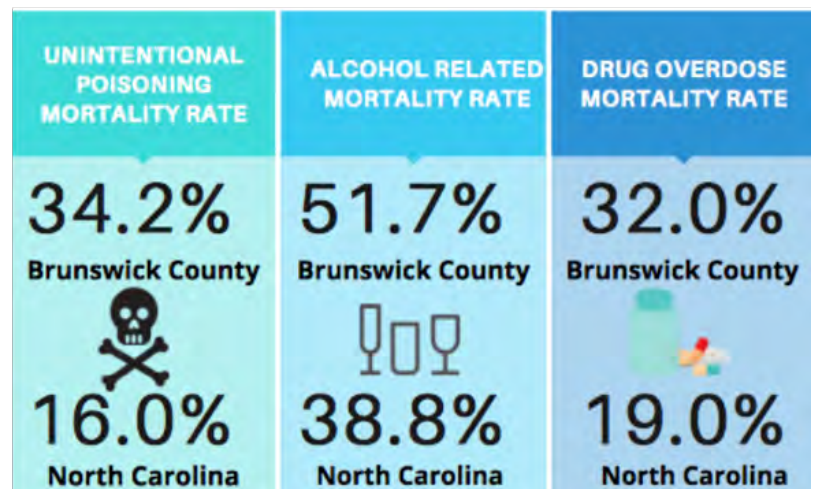 UNINTENTIONAL
POISONING
MORTALITY RATE
34.2%
Brunswick County
16.0%
North Carolina
ALCOHOL RELATED
MORTALITY RATE
51.7%
Brunswick County
38.8%
North Carolina
DRUG OVERDOSE
MORTALITY RATE
32.0%
Brunswick County
19.0%
North Carolina